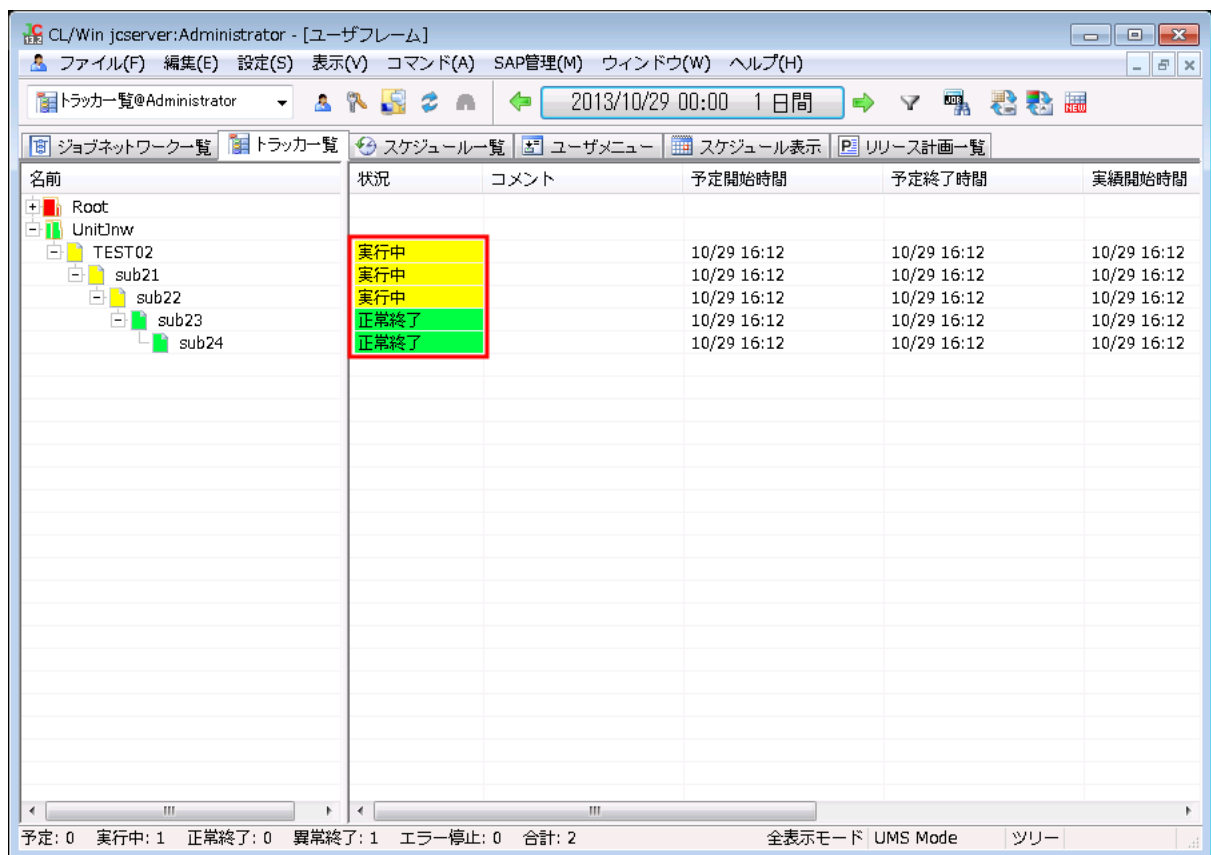 CL/Win jcserver:Administrator - [ユーザフレーム]
ファイル(F) 編集(E) 設定(S) 表示(V) コマンド(A) SAP管理(M) ウィンドウ(W) ヘルプ(H)
トラッカー覧@Administrator 2013/10/29 00:00 1 日間
ジョブネットワーク一覧 トラッカ一覧 スケジュール一覧 ユーザメニュー スケジュール表示 リリース計画一覧
名前 状況 コメント 予定開始時間 予定終了時間 実績開始時間
Root
UnitJnw
TEST02 実行中 10/29 16:12 10/29 16:12 10/29 16:12
sub21 実行中 10/29 16:12 10/29 16:12 10/29 16:12
sub22 実行中 10/29 16:12 10/29 16:12 10/29 16:12
sub23 正常終了 10/29 16:12 10/29 16:12 10/29 16:12
sub24 正常終了 10/29 16:12 10/29 16:12 10/29 16:12
予定: 0 実行中: 1 正常終了: 0 異常終了: 1 エラー停止: 0 合計: 2 全表示モード UMS Mode ツリー